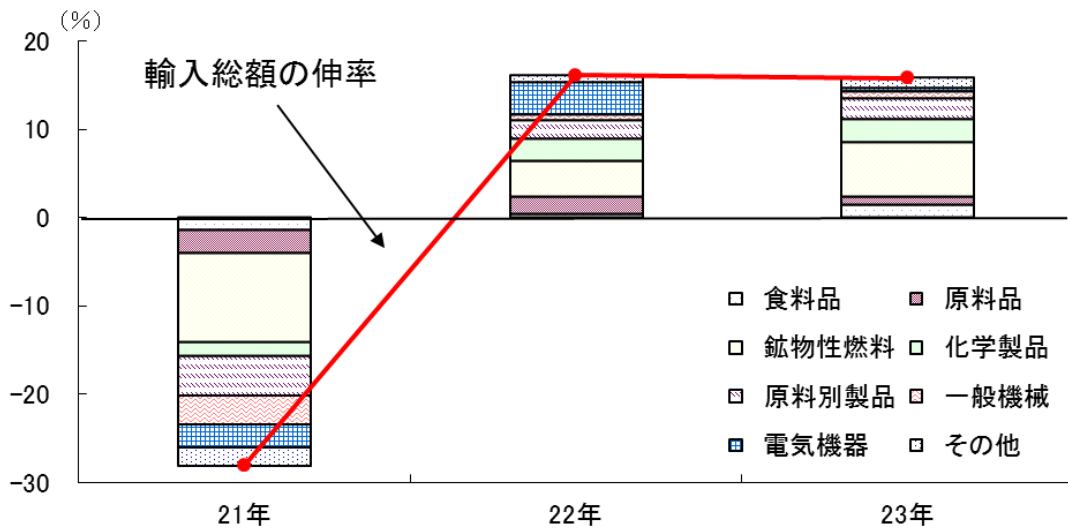 (%)
20
輸入総額の伸率
10
0
-10
-20
-30
食料品 原料品
鉱物性燃料 化学製品
原料別製品 一般機械
電気機器 その他
21年 22年 23年